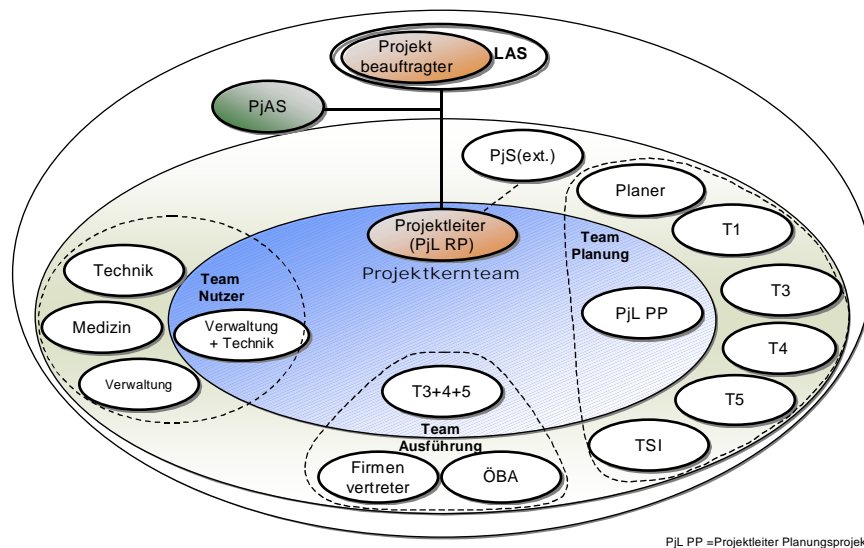 Projekt
beauftragter
LAS
PjAS
PjS(ext.)
Planer
Projektleiter
(PjL RP)
Team
Planung
T1
Projektkernteam
Technik
Team
Nutzer
T3
Medizin
Verwaltung
+ Technik
PjL PP
T4
Verwaltung
T3+4+5
T5
Team
Ausführung
TSI
Firmen
vertreter
ÖBA
PjL PP =Projektleiter Planungsprojek